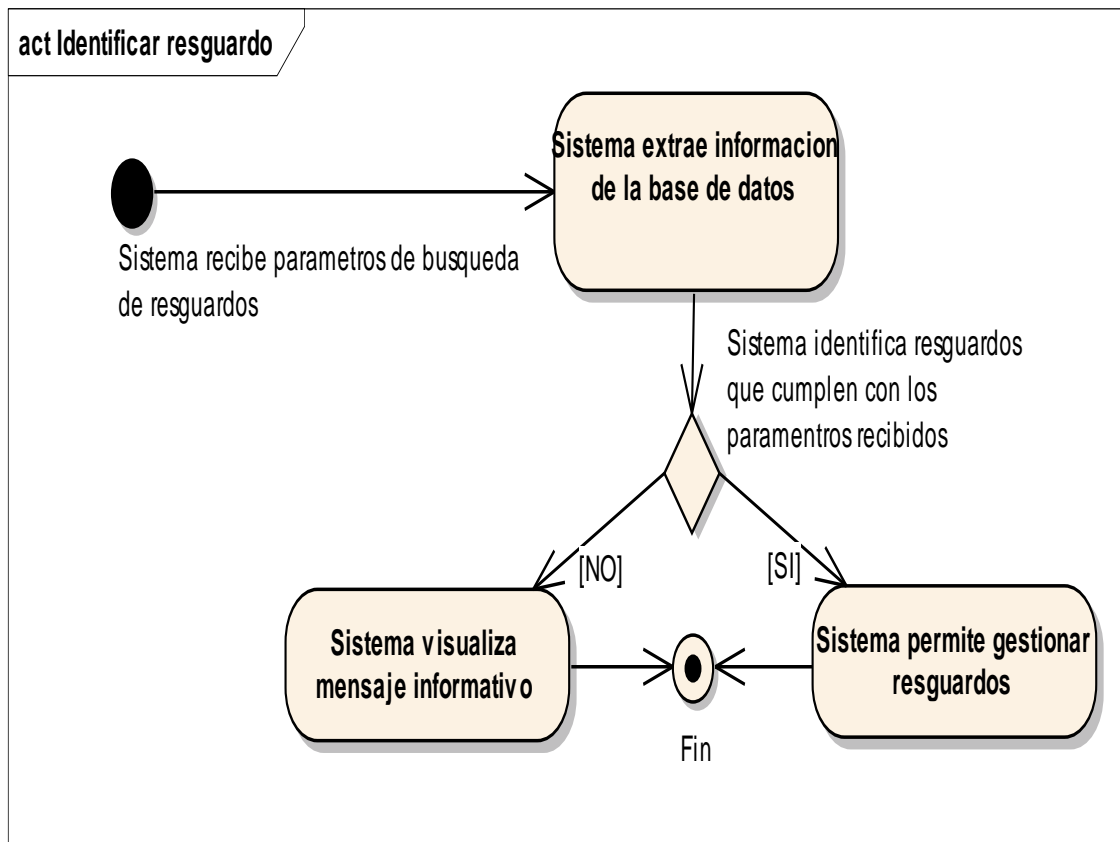 act Identificar resguardo
Sistema extrae informacion
de la base de datos
Sistema recibe parametros de busqueda
de resguardos
Sistema identifica resguardos
que cumplen con los
paramentros recibidos
[NO]
[SI]
Sistema visualiza
mensaje informativo
Sistema permite gestionar
resguardos
Fin